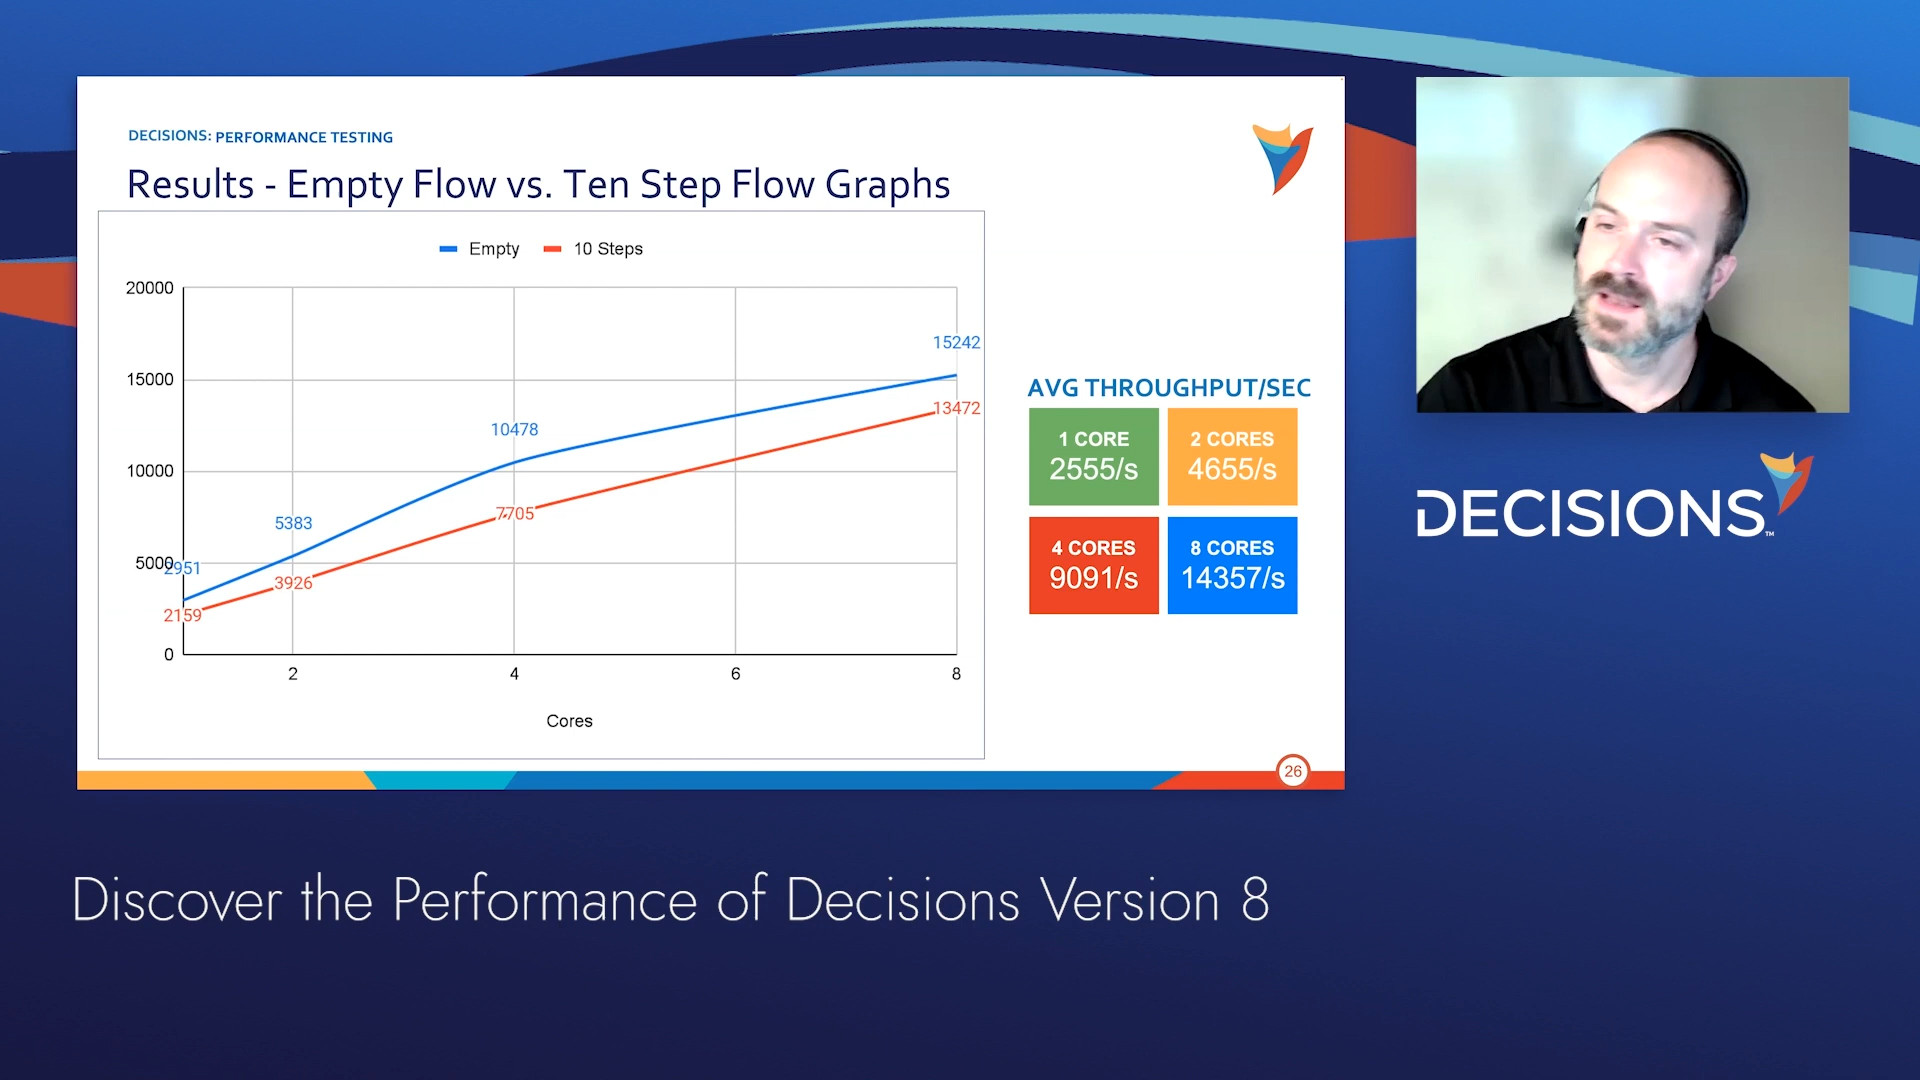 DECISIONS: PERFORMANCE TESTING
Results - Empty Flow vs. Ten Step Flow Graphs
Empty 10 Steps
20000
15000
10000
5000
0
2951
5383
10478
15242
2159
3926
7705
13472
2 4 6 8
Cores
AVG THROUGHPUT/SEC
1 CORE
2555/s
2 CORES
4655/s
4 CORES
9091/s
8 CORES
14357/s
26
DECISIONS™
Discover the Performance of Decisions Version 8